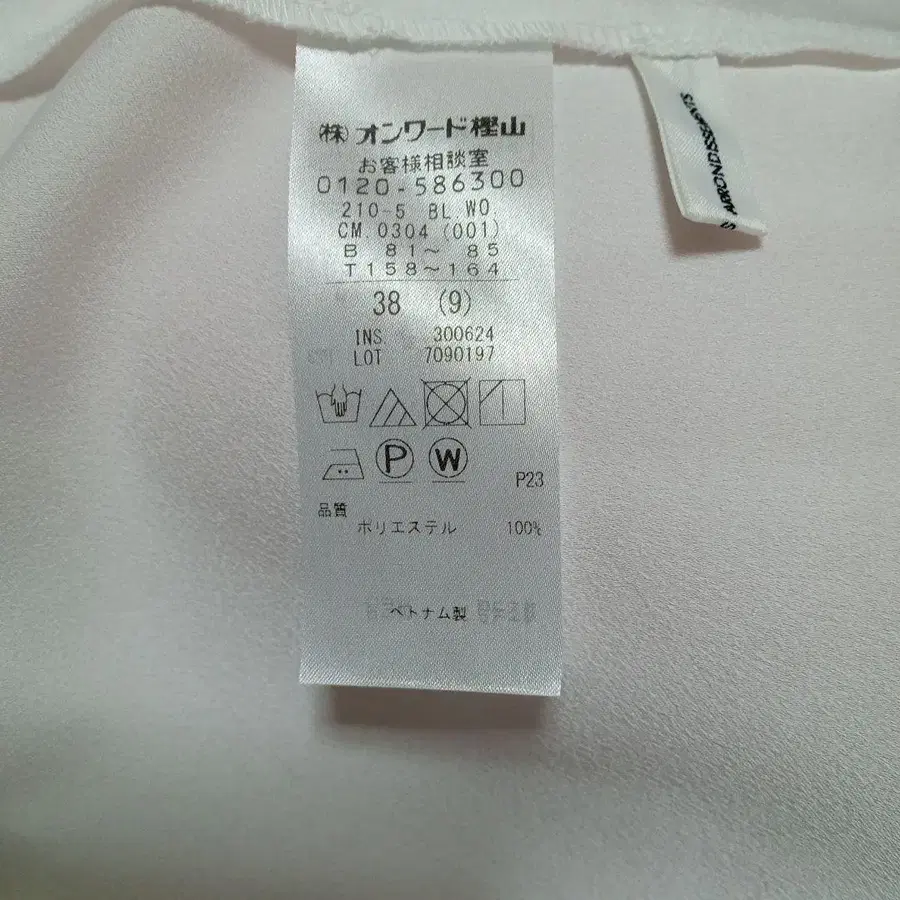 (株)オンワード樫山
お客様相談室
0120-586300
210-5 BL.WO
CM.0304 (001)
B 81～ 85
T158～164
38 (9)
INS 300624
LOT 7090197
P W
P23
品質
ポリエステル 100%
ベトナム製
ARRONDISSEMENTS